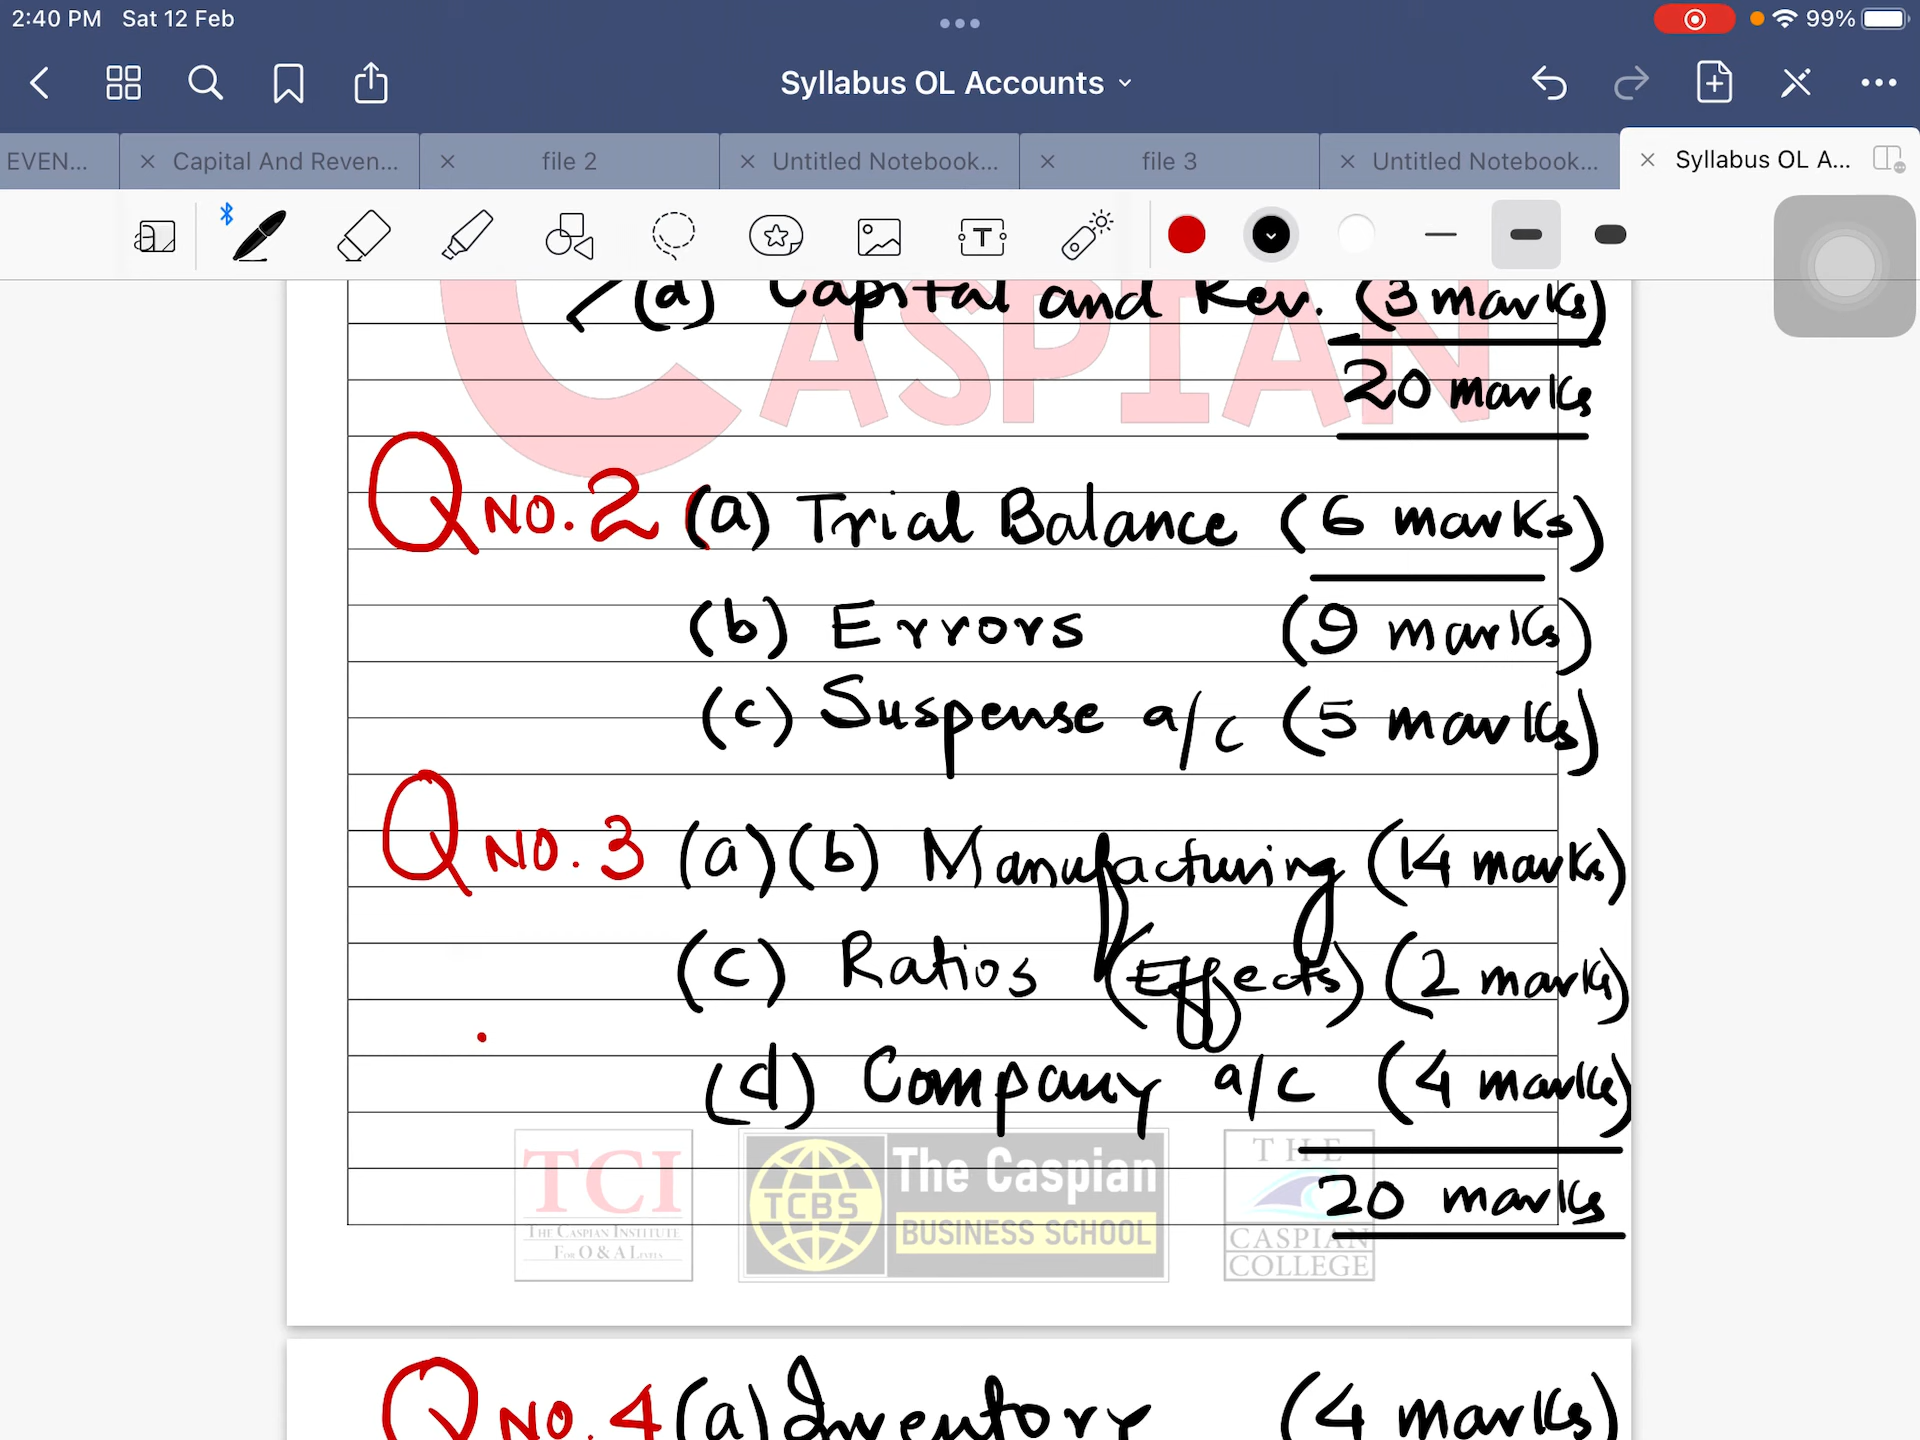 2:40 PM Sat 12 Feb
99%
Syllabus OL Accounts
EVEN...
Capital And Reven...
file 2
Untitled Notebook...
file 3
Untitled Notebook...
Syllabus OL A...
(d) Capital and Rev. (3 marks)
CASPIAN
20 marks
Q NO. 2 (a) Trial Balance (6 marks)
(b) Errors (9 marks)
(c) Suspense a/c (5 marks)
Q NO. 3 (a)(b) Manufacturing (14 marks)
(c) Ratios (Effects) (2 marks)
(d) Company a/c (4 marks)
20 marks
TCI
THE CASPIAN INSTITUTE
FOR O & A LEVELS
TCBS
The Caspian
BUSINESS SCHOOL
THE
CASPIAN
COLLEGE
Q NO. 4 (a) Inventory (4 marks)